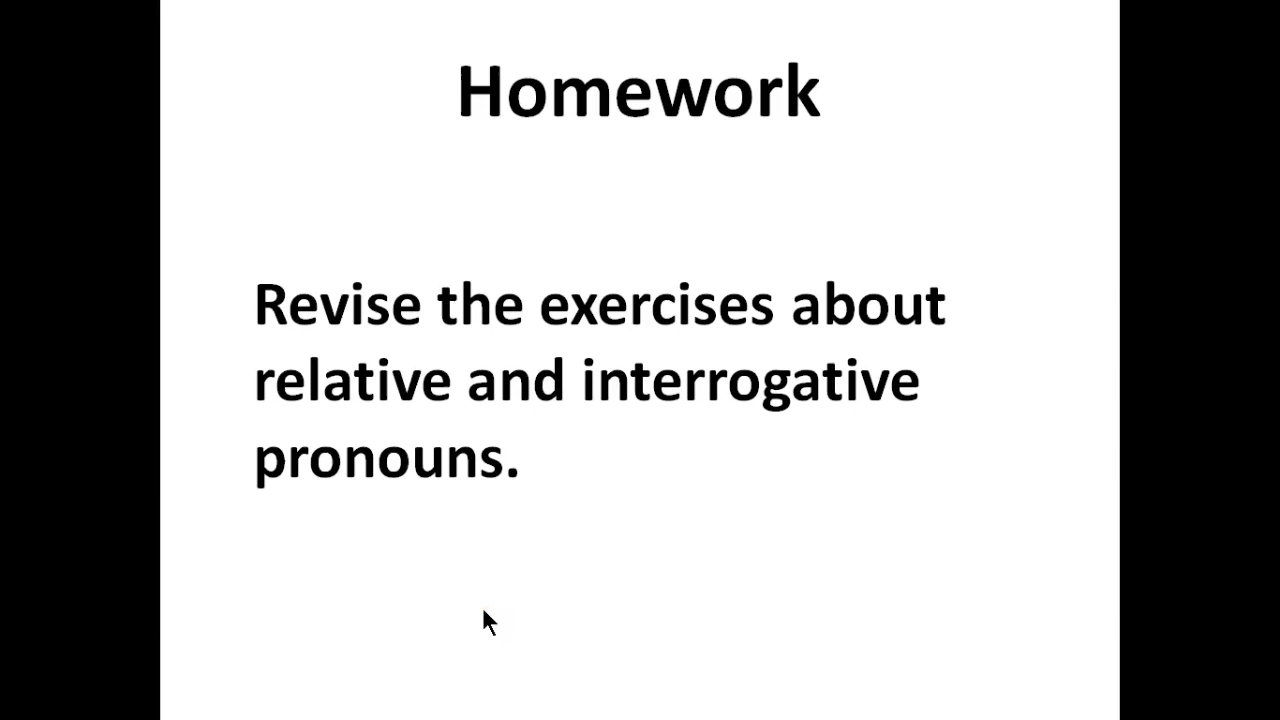 Homework
Revise the exercises about
relative and interrogative
pronouns.